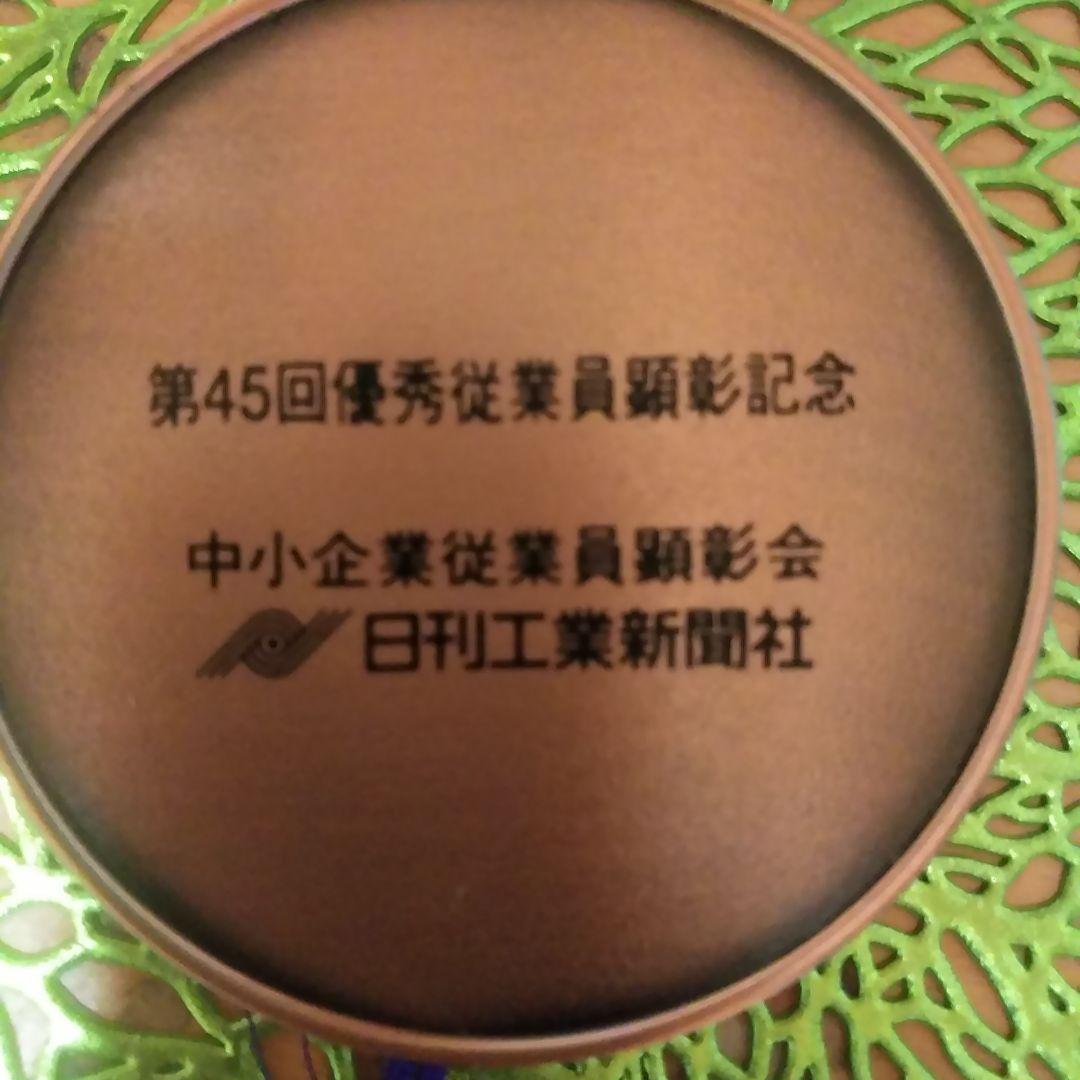 第45回優秀従業員顕彰記念
中小企業従業員顕彰会
日刊工業新聞社